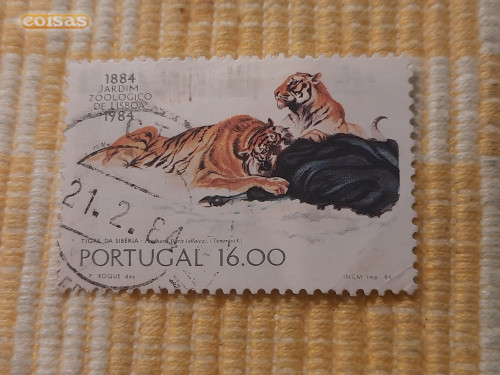 coisas
1884
JARDIM
ZOOLÓGICO
DE LISBOA
1984
21.2.84
TIGRE DA SIBÉRIA
PORTUGAL 16.00
P. ROQUE des. INCM Imp. 84